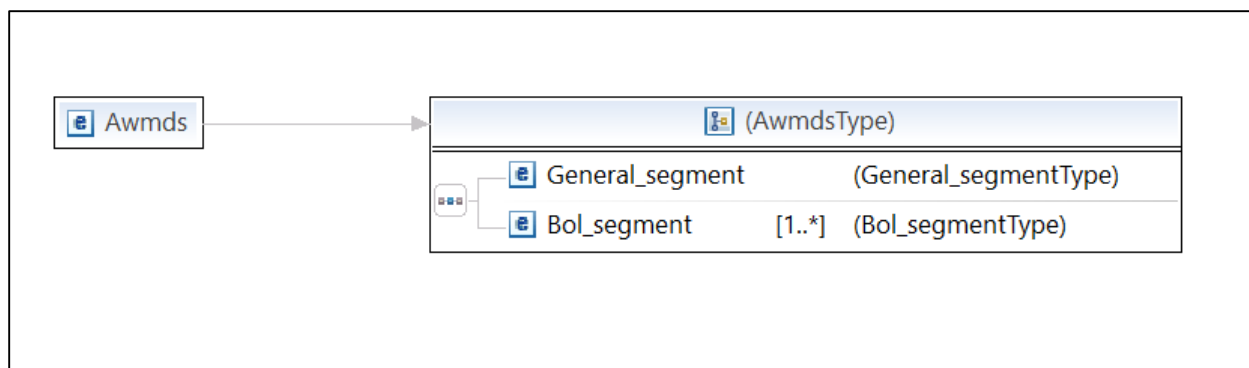 e Awmds
(AwmdsType)
e General_segment (General_segmentType)
e Bol_segment [1..*] (Bol_segmentType)